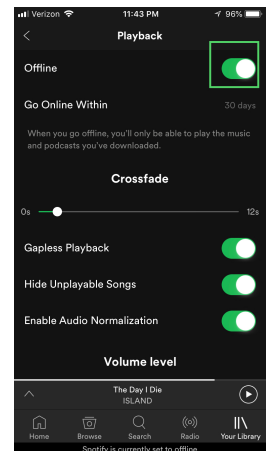 Verizon 11:43 PM 96%
Playback
Offline
Go Online Within 30 days
When you go offline, you'll only be able to play the music
and podcasts you've downloaded.
Crossfade
0s 12s
Gapless Playback
Hide Unplayable Songs
Enable Audio Normalization
Volume level
The Day I Die
ISLAND
Home Browse Search Radio Your Library
Spotify is currently set to offline